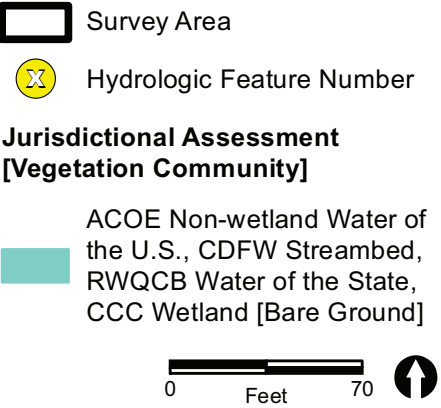 Survey Area
X
Hydrologic Feature Number
Jurisdictional Assessment
[Vegetation Community]
ACOE Non-wetland Water of
the U.S., CDFW Streambed,
RWQCB Water of the State,
CCC Wetland [Bare Ground]
0 Feet 70